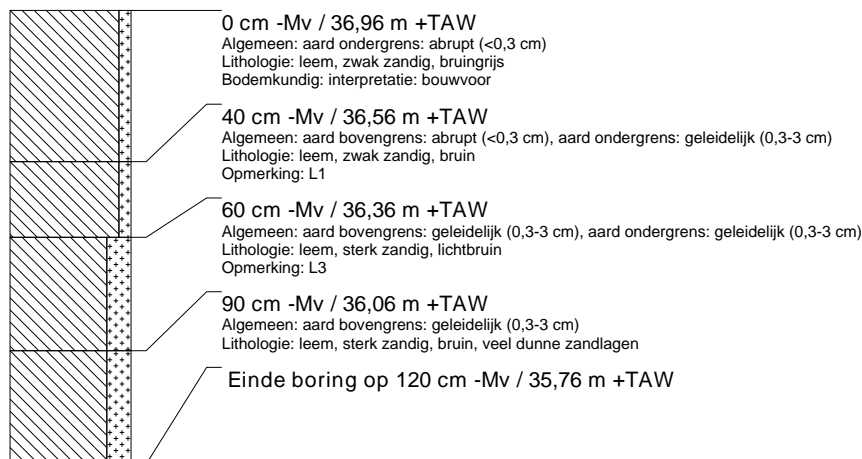 0 cm -Mv / 36,96 m +TAW
Algemeen: aard ondergrens: abrupt (<0,3 cm)
Lithologie: leem, zwak zandig, bruingrijs
Bodemkundig: interpretatie: bouwvoor
40 cm -Mv / 36,56 m +TAW
Algemeen: aard bovengrens: abrupt (<0,3 cm), aard ondergrens: geleidelijk (0,3-3 cm)
Lithologie: leem, zwak zandig, bruin
Opmerking: L1
60 cm -Mv / 36,36 m +TAW
Algemeen: aard bovengrens: geleidelijk (0,3-3 cm), aard ondergrens: geleidelijk (0,3-3 cm)
Lithologie: leem, sterk zandig, lichtbruin
Opmerking: L3
90 cm -Mv / 36,06 m +TAW
Algemeen: aard bovengrens: geleidelijk (0,3-3 cm)
Lithologie: leem, sterk zandig, bruin, veel dunne zandlagen
Einde boring op 120 cm -Mv / 35,76 m +TAW